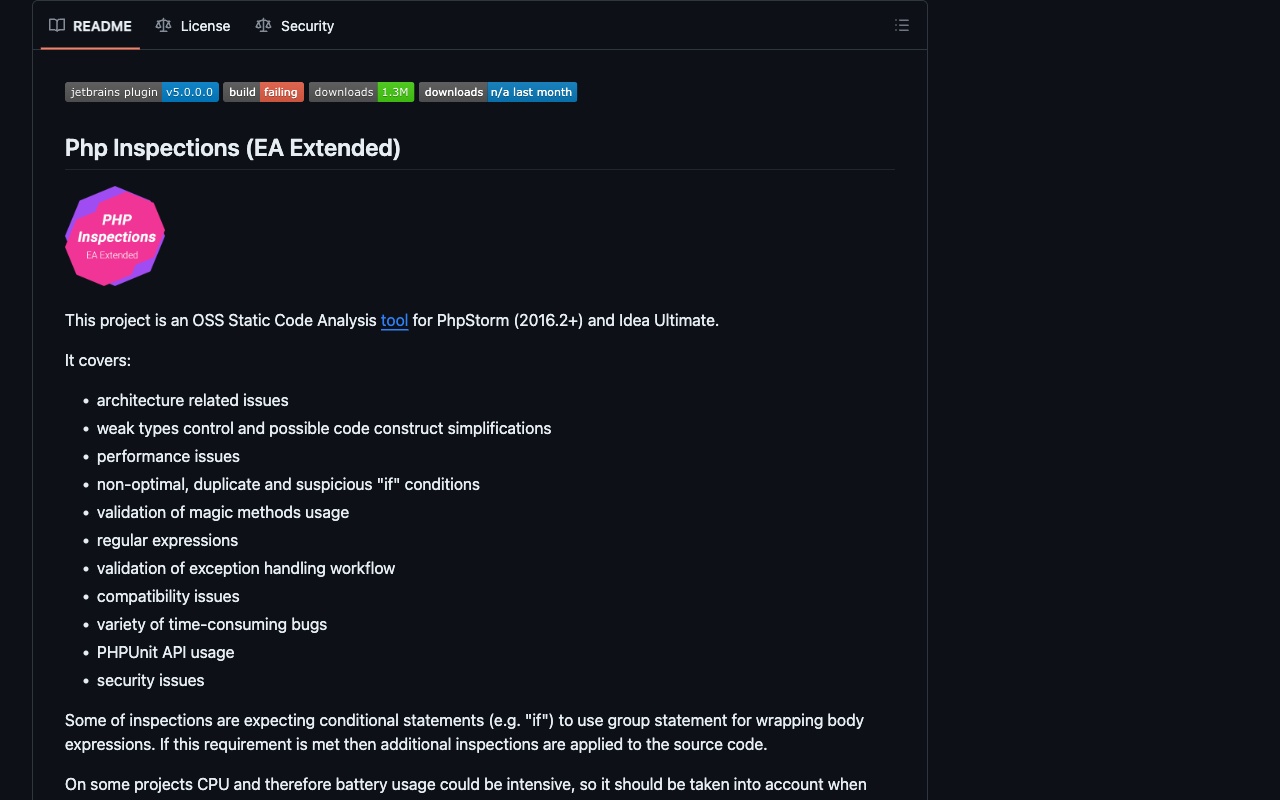 README License Security
jetbrains plugin v5.0.0.0 build failing downloads 1.3M downloads n/a last month
Php Inspections (EA Extended)
PHP
Inspections
EA Extended
This project is an OSS Static Code Analysis tool for PhpStorm (2016.2+) and Idea Ultimate.
It covers:
• architecture related issues
• weak types control and possible code construct simplifications
• performance issues
• non-optimal, duplicate and suspicious "if" conditions
• validation of magic methods usage
• regular expressions
• validation of exception handling workflow
• compatibility issues
• variety of time-consuming bugs
• PHPUnit API usage
• security issues
Some of inspections are expecting conditional statements (e.g. "if") to use group statement for wrapping body
expressions. If this requirement is met then additional inspections are applied to the source code.
On some projects CPU and therefore battery usage could be intensive, so it should be taken into account when